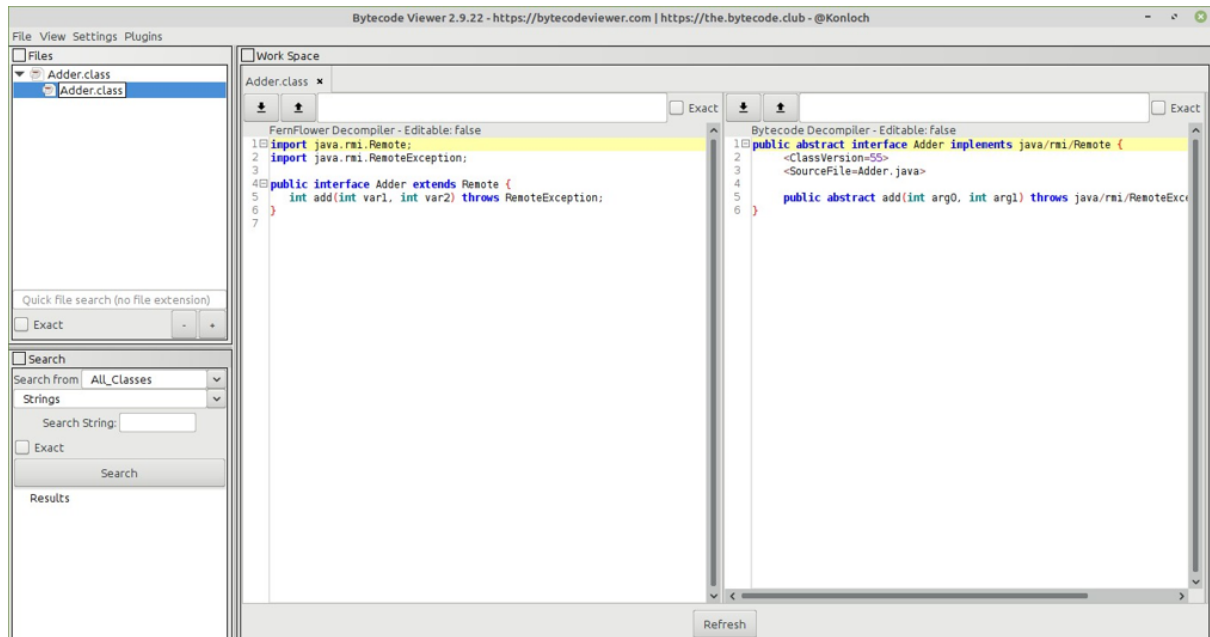 Bytecode Viewer 2.9.22 - https://bytecodeviewer.com | https://the.bytecode.club - @Konloch
File View Settings Plugins
Files
Adder.class
Adder.class
Quick file search (no file extension)
Exact
- +
Search
Search from All_Classes
Strings
Search String:
Exact
Search
Results
Work Space
Adder.class ×
Exact
FernFlower Decompiler - Editable: false
1 import java.rmi.Remote;
2 import java.rmi.RemoteException;
3
4 public interface Adder extends Remote {
5 int add(int var1, int var2) throws RemoteException;
6 }
7
Exact
Bytecode Decompiler - Editable: false
1 public abstract interface Adder implements java/rmi/Remote {
2 <ClassVersion=55>
3 <SourceFile=Adder.java>
4
5 public abstract add(int arg0, int arg1) throws java/rmi/RemoteExce
6 }
Refresh